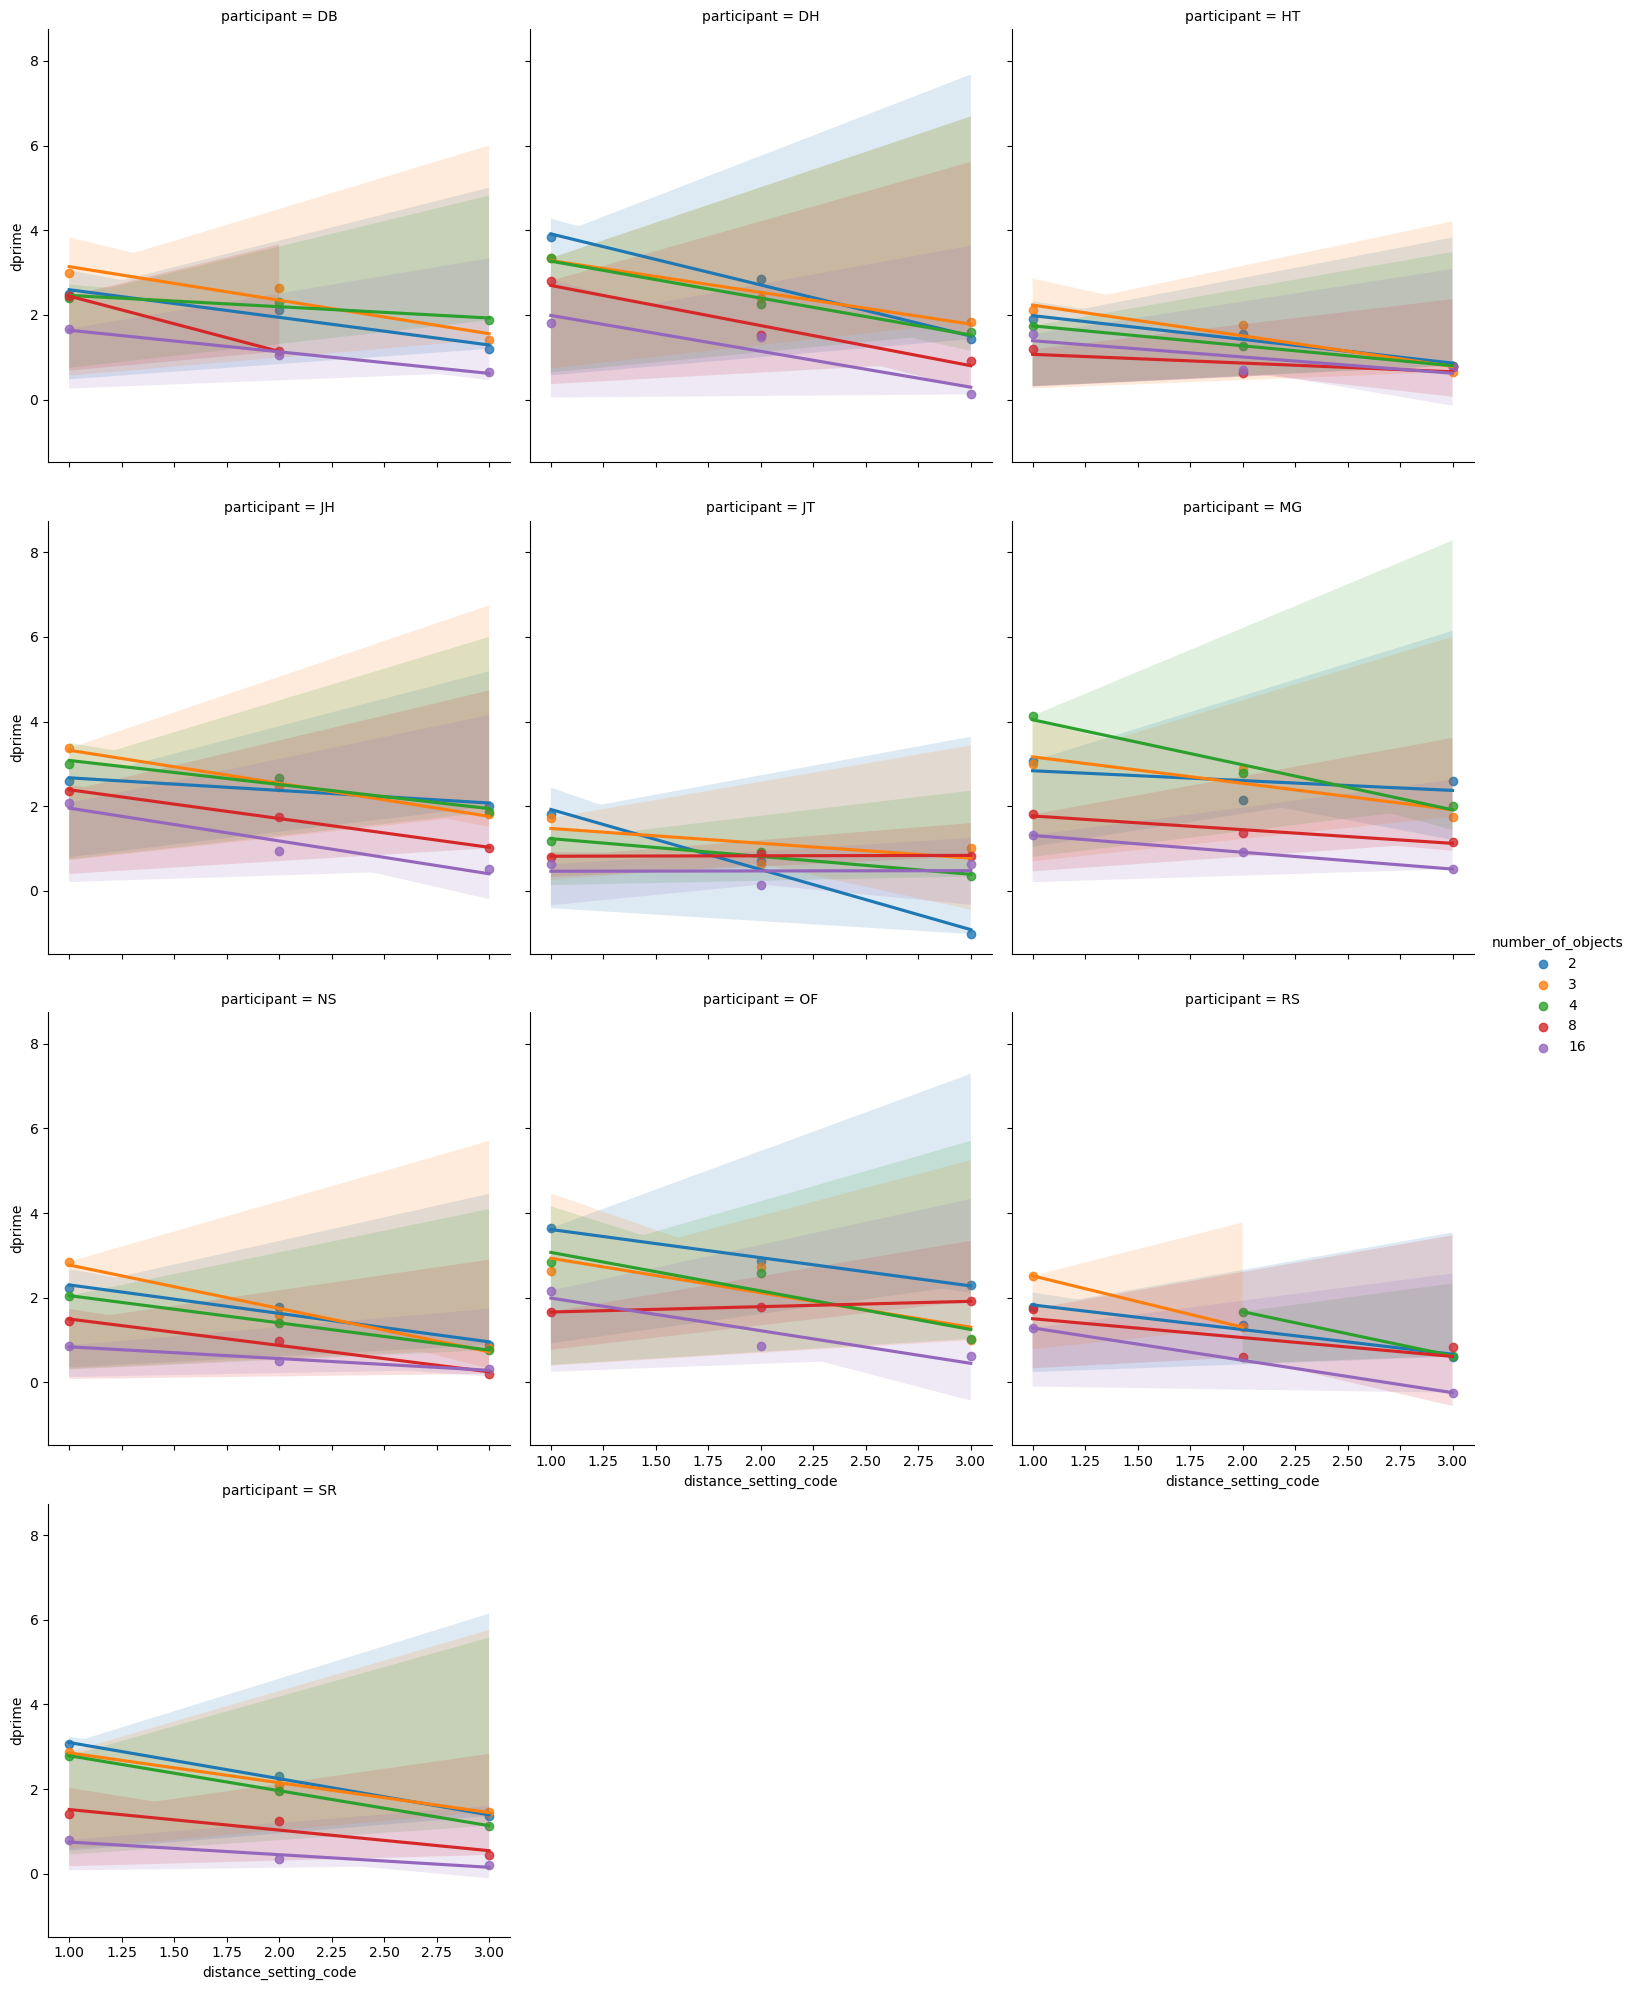 participant = DB
participant = DH
participant = HT
8
6
4
2
0
dprime
participant = JH
participant = JT
participant = MG
8
6
4
2
0
dprime
number_of_objects
2
3
4
8
16
participant = NS
participant = OF
participant = RS
8
6
4
2
0
dprime
1.00 1.25 1.50 1.75 2.00 2.25 2.50 2.75 3.00
distance_setting_code
1.00 1.25 1.50 1.75 2.00 2.25 2.50 2.75 3.00
distance_setting_code
participant = SR
8
6
4
2
0
dprime
1.00 1.25 1.50 1.75 2.00 2.25 2.50 2.75 3.00
distance_setting_code